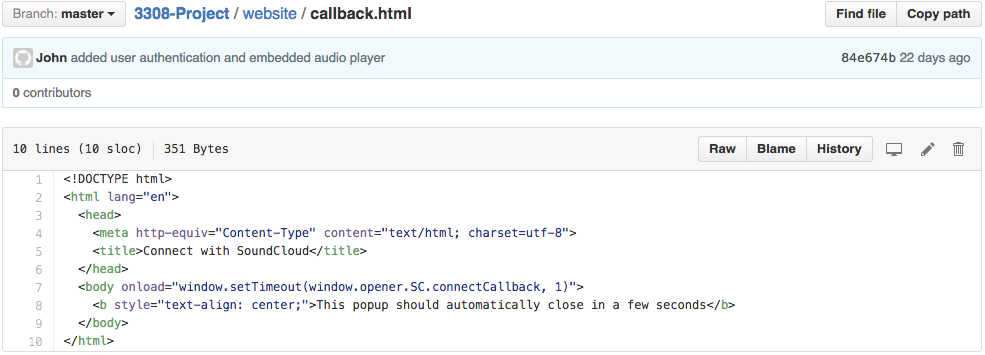 Branch: master 3308-Project / website / callback.html Find file Copy path
John added user authentication and embedded audio player 84e674b 22 days ago
0 contributors
10 lines (10 sloc) 351 Bytes Raw Blame History
1 <!DOCTYPE html>
2 <html lang="en">
3 <head>
4 <meta http-equiv="Content-Type" content="text/html; charset=utf-8">
5 <title>Connect with SoundCloud</title>
6 </head>
7 <body onload="window.setTimeout(window.opener.SC.connectCallback, 1)">
8 <b style="text-align: center;">This popup should automatically close in a few seconds</b>
9 </body>
10 </html>